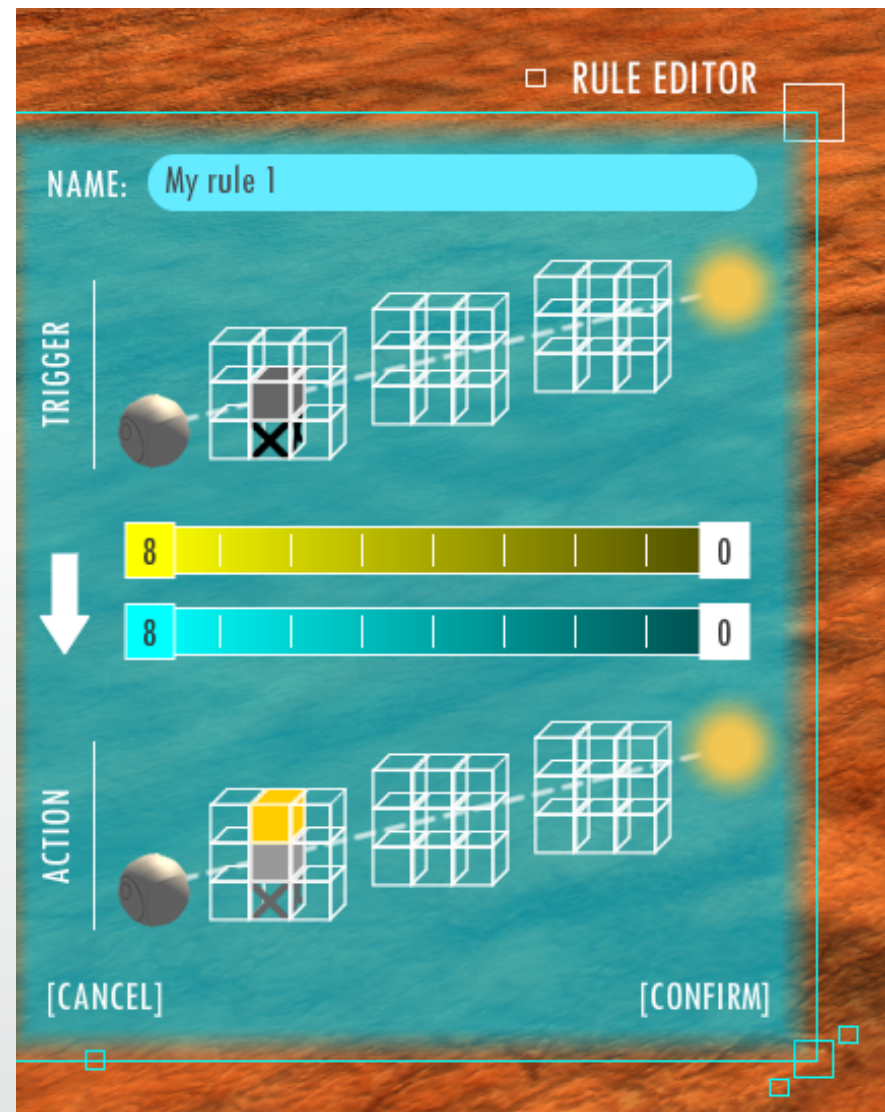 RULE EDITOR
NAME: My rule 1
TRIGGER
8 0
8 0
ACTION
[CANCEL] [CONFIRM]